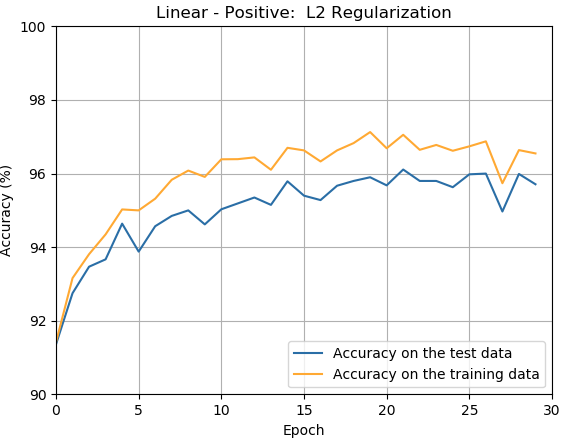 Linear - Positive:  L2 Regularization
100
98
96
94
92
90
Accuracy (%)
0 5 10 15 20 25 30
Epoch
Accuracy on the test data
Accuracy on the training data